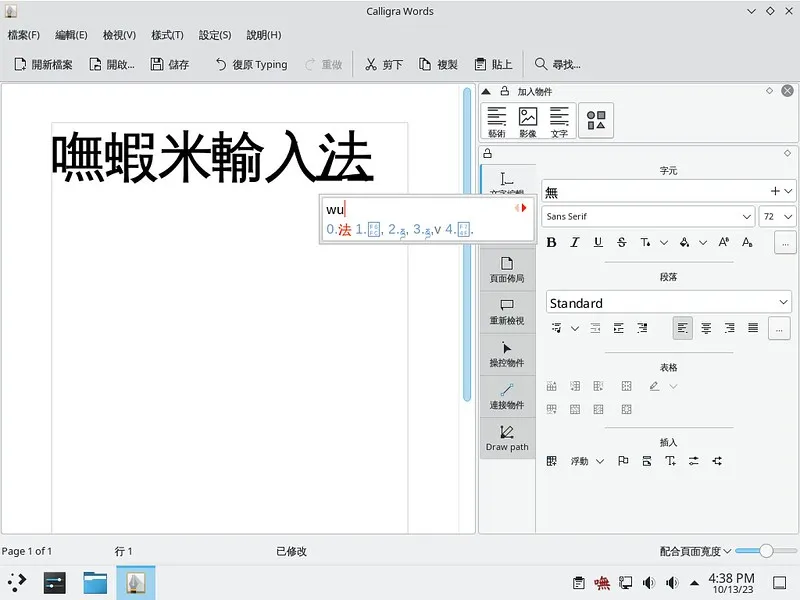 Calligra Words
檔案(F) 編輯(E) 檢視(V) 樣式(T) 設定(S) 說明(H)
開新檔案 開啟... 儲存 復原 Typing 重做 剪下 複製 貼上 尋找...
加入物件
藝術 影像 文字
嘸蝦米輸入法
字元
無
Sans Serif 72
wu
0.法
段落
Standard
頁面佈局
重新檢視
操控物件
連接物件
Draw path
表格
插入
浮動
Page 1 of 1 行 1 已修改 配合頁面寬度
4:38 PM
10/13/23